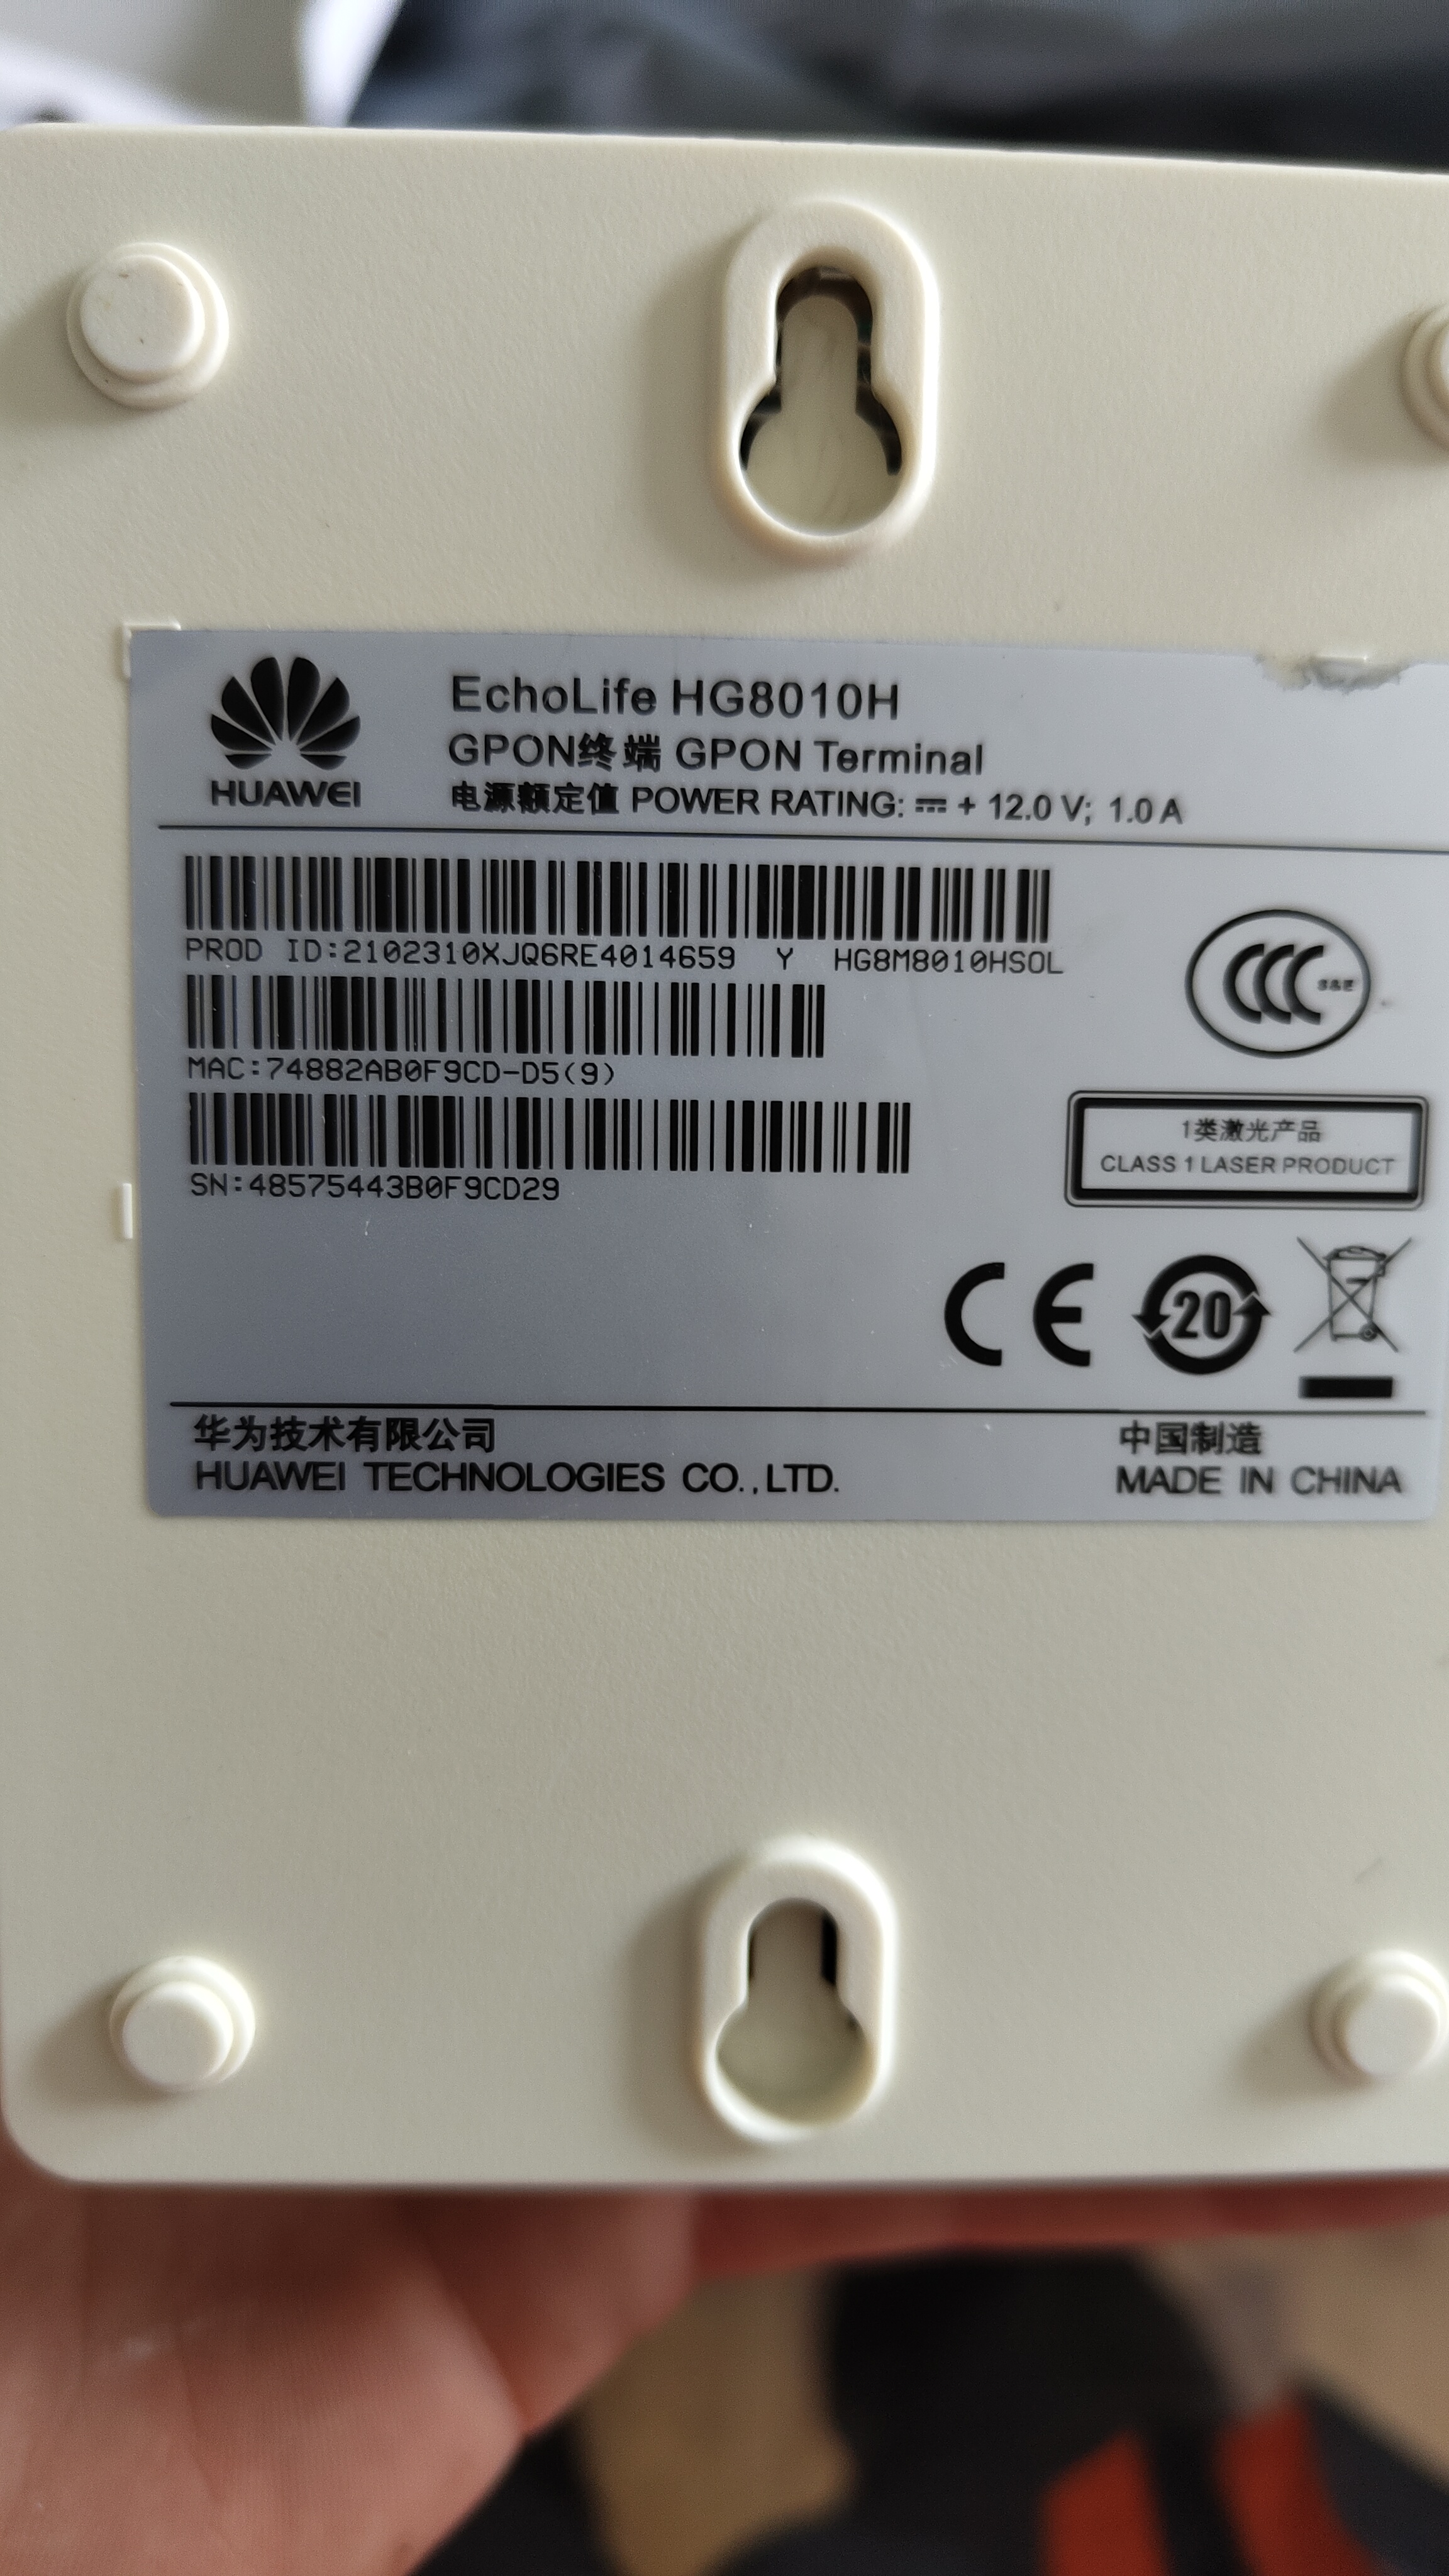 HUAWEI
EchoLife HG8010H
GPON终端 GPON Terminal
电源额定值 POWER RATING: ⎓ + 12.0 V; 1.0 A
PROD ID:2102310XJQ6RE4014659 Y HG8M8010HSOL
MAC:74882AB0F9CD-D5(9)
SN:48575443B0F9CD29
CCC S&E
1类激光产品
CLASS 1 LASER PRODUCT
CE 20
华为技术有限公司
HUAWEI TECHNOLOGIES CO.,LTD.
中国制造
MADE IN CHINA